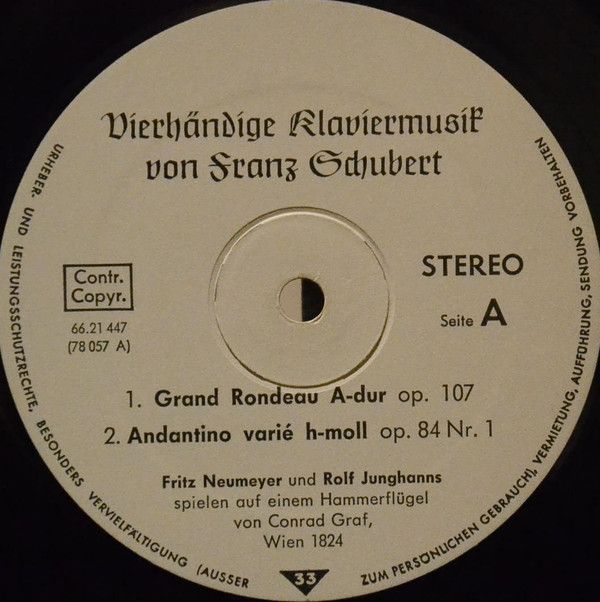 Vierhändige Klaviermusik
von Franz Schubert
Contr.
Copyr.
66.21 447
(78 057 A)
STEREO
Seite A
1. Grand Rondeau A-dur op. 107
2. Andantino varié h-moll op. 84 Nr. 1
Fritz Neumeyer und Rolf Junghanns
spielen auf einem Hammerflügel
von Conrad Graf,
Wien 1824
33
URHEBER- UND LEISTUNGSSCHUTZRECHTE, BESONDERS VERVIELFÄLTIGUNG (AUSSER ZUM PERSÖNLICHEN GEBRAUCH), VERMIETUNG, AUFFÜHRUNG, SENDUNG VORBEHALTEN